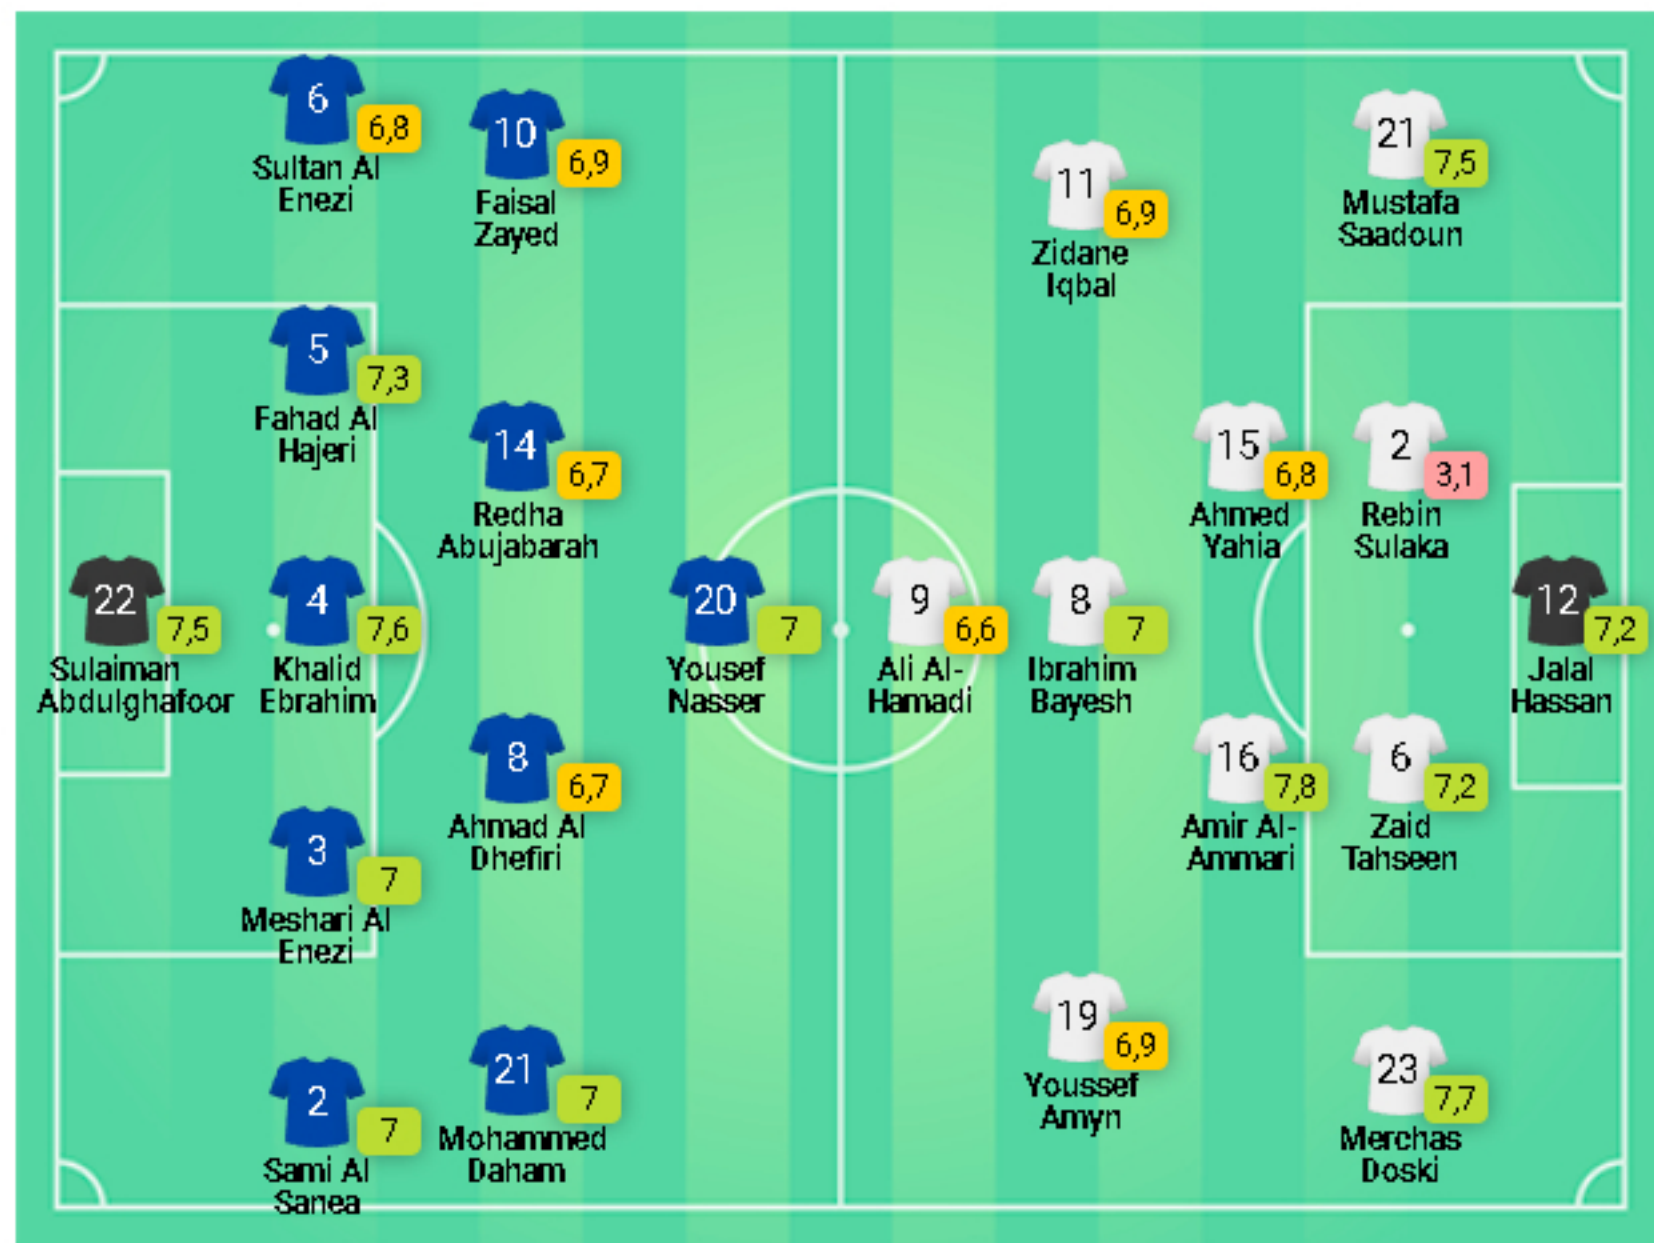 6
6,8
Sultan Al
Enezi
10
6,9
Faisal
Zayed
5
7,3
Fahad Al
Hajeri
14
6,7
Redha
Abujabarah
22
7,5
Sulaiman
Abdulghafoor
4
7,6
Khalid
Ebrahim
20
7
Yousef
Nasser
8
6,7
Ahmad Al
Dhefiri
3
7
Meshari Al
Enezi
2
7
Sami Al
Sanea
21
7
Mohammed
Daham
11
6,9
Zidane
Iqbal
21
7,5
Mustafa
Saadoun
15
6,8
Ahmed
Yahia
2
3,1
Rebin
Sulaka
9
6,6
Ali Al-
Hamadi
8
7
Ibrahim
Bayesh
12
7,2
Jalal
Hassan
16
7,8
Amir Al-
Ammari
6
7,2
Zaid
Tahseen
19
6,9
Youssef
Amyn
23
7,7
Merchas
Doski